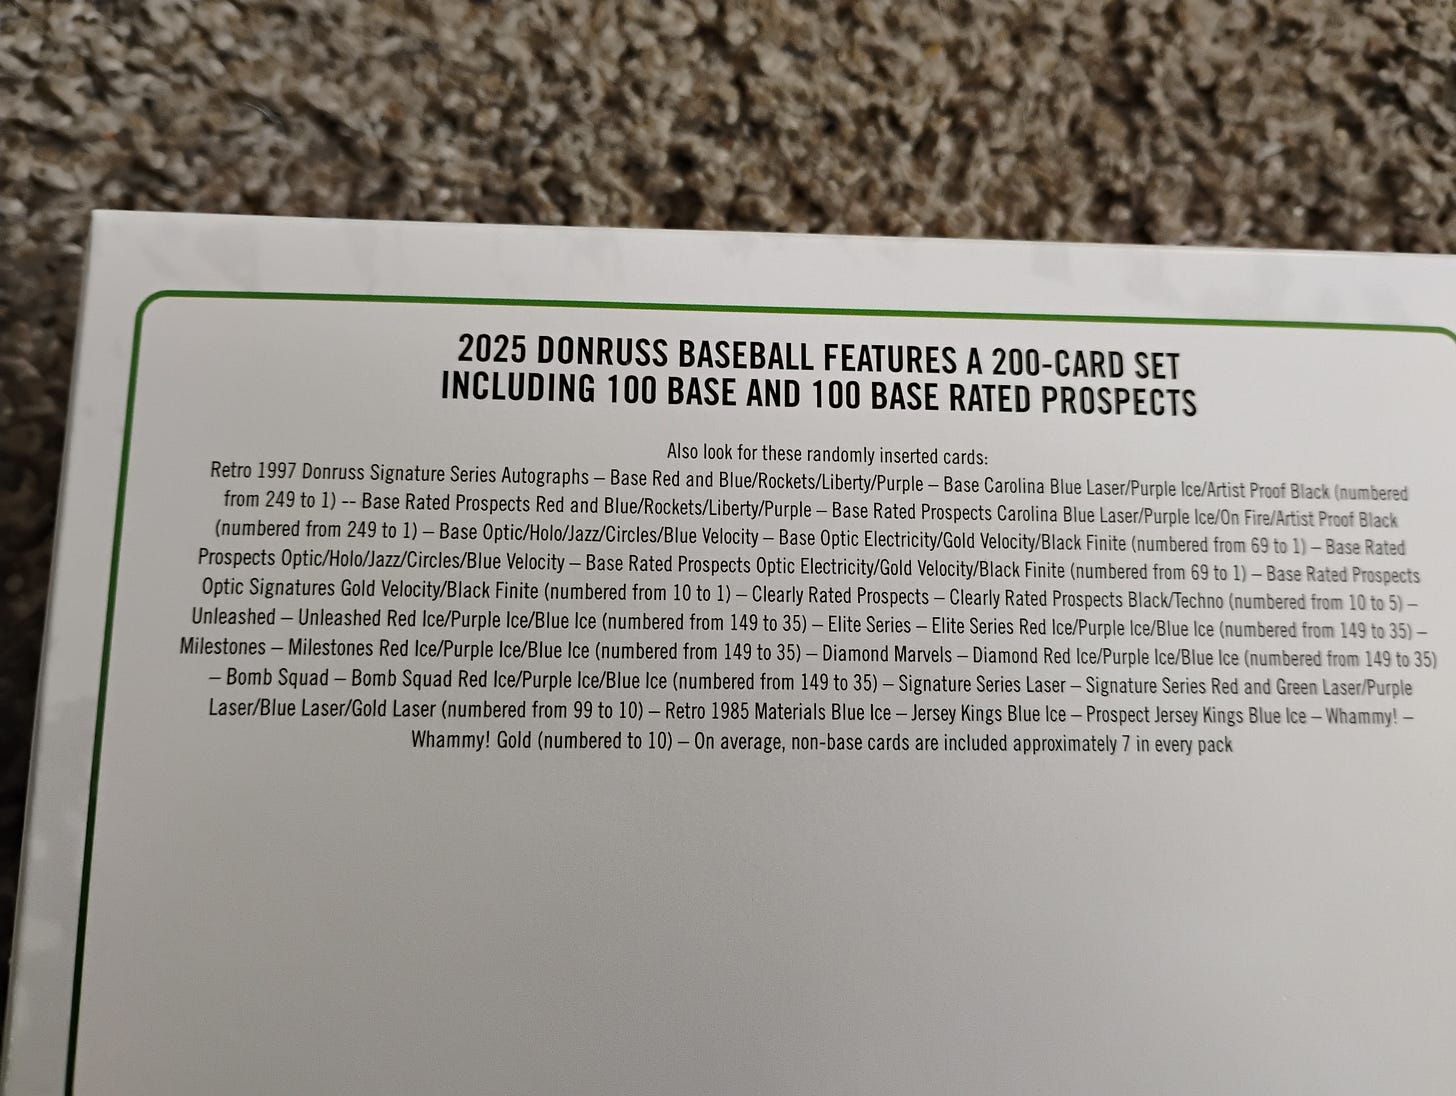 2025 DONRUSS BASEBALL FEATURES A 200-CARD SET
INCLUDING 100 BASE AND 100 BASE RATED PROSPECTS
Also look for these randomly inserted cards:
Retro 1997 Donruss Signature Series Autographs – Base Red and Blue/Rockets/Liberty/Purple – Base Carolina Blue Laser/Purple Ice/Artist Proof Black (numbered
from 249 to 1) -- Base Rated Prospects Red and Blue/Rockets/Liberty/Purple – Base Rated Prospects Carolina Blue Laser/Purple Ice/On Fire/Artist Proof Black
(numbered from 249 to 1) – Base Optic/Holo/Jazz/Circles/Blue Velocity – Base Optic Electricity/Gold Velocity/Black Finite (numbered from 69 to 1) – Base Rated
Prospects Optic/Holo/Jazz/Circles/Blue Velocity – Base Rated Prospects Optic Electricity/Gold Velocity/Black Finite (numbered from 69 to 1) – Base Rated Prospects
Optic Signatures Gold Velocity/Black Finite (numbered from 10 to 1) – Clearly Rated Prospects – Clearly Rated Prospects Black/Techno (numbered from 10 to 5) –
Unleashed – Unleashed Red Ice/Purple Ice/Blue Ice (numbered from 149 to 35) – Elite Series – Elite Series Red Ice/Purple Ice/Blue Ice (numbered from 149 to 35) –
Milestones – Milestones Red Ice/Purple Ice/Blue Ice (numbered from 149 to 35) – Diamond Marvels – Diamond Red Ice/Purple Ice/Blue Ice (numbered from 149 to 35)
– Bomb Squad – Bomb Squad Red Ice/Purple Ice/Blue Ice (numbered from 149 to 35) – Signature Series Laser – Signature Series Red and Green Laser/Purple
Laser/Blue Laser/Gold Laser (numbered from 99 to 10) – Retro 1985 Materials Blue Ice – Jersey Kings Blue Ice – Prospect Jersey Kings Blue Ice – Whammy! –
Whammy! Gold (numbered to 10) – On average, non-base cards are included approximately 7 in every pack